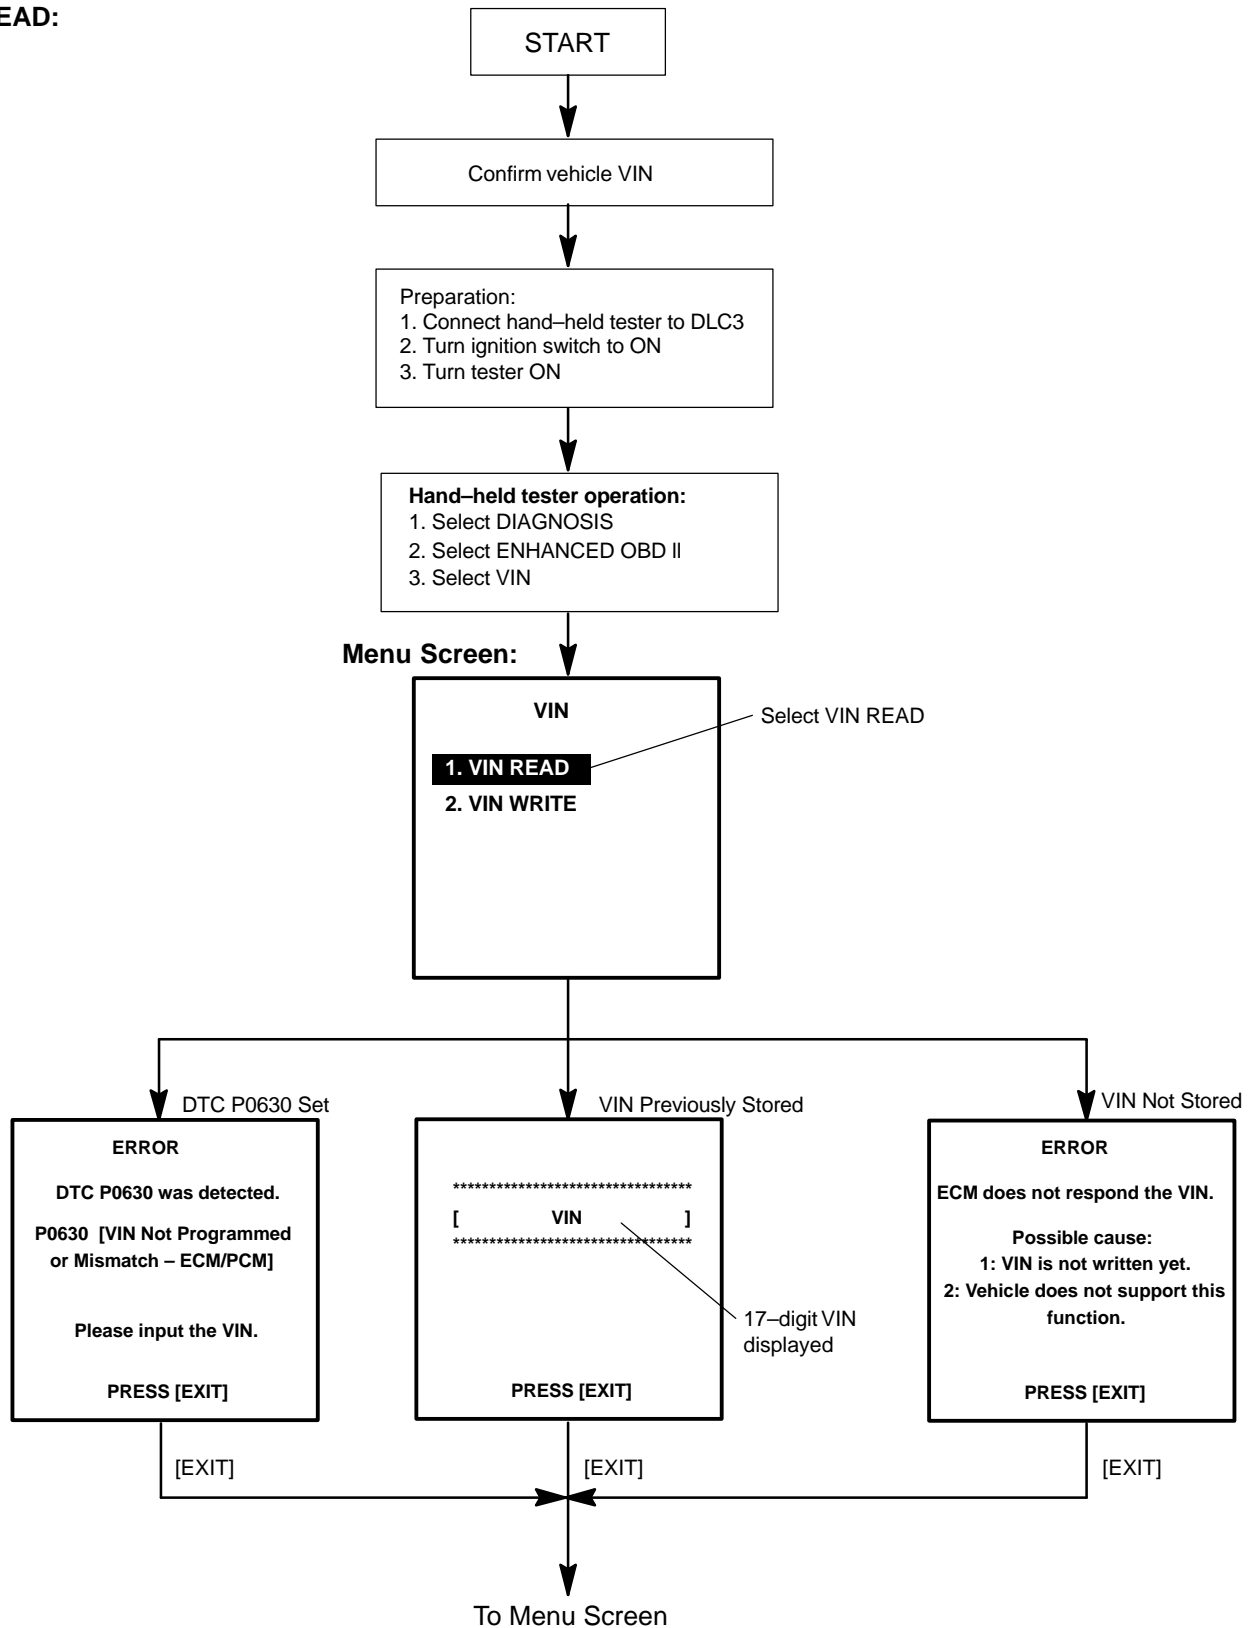 EAD:
START
Confirm vehicle VIN
Preparation:
1. Connect hand–held tester to DLC3
2. Turn ignition switch to ON
3. Turn tester ON
Hand–held tester operation:
1. Select DIAGNOSIS
2. Select ENHANCED OBD II
3. Select VIN
Menu Screen:
VIN
Select VIN READ
1. VIN READ
2. VIN WRITE
DTC P0630 Set
ERROR
DTC P0630 was detected.
P0630 [VIN Not Programmed
or Mismatch – ECM/PCM]
Please input the VIN.
PRESS [EXIT]
[EXIT]
VIN Previously Stored
*********************************
[ VIN ]
*********************************
17–digit VIN
displayed
PRESS [EXIT]
[EXIT]
VIN Not Stored
ERROR
ECM does not respond the VIN.
Possible cause:
1: VIN is not written yet.
2: Vehicle does not support this
function.
PRESS [EXIT]
[EXIT]
To Menu Screen